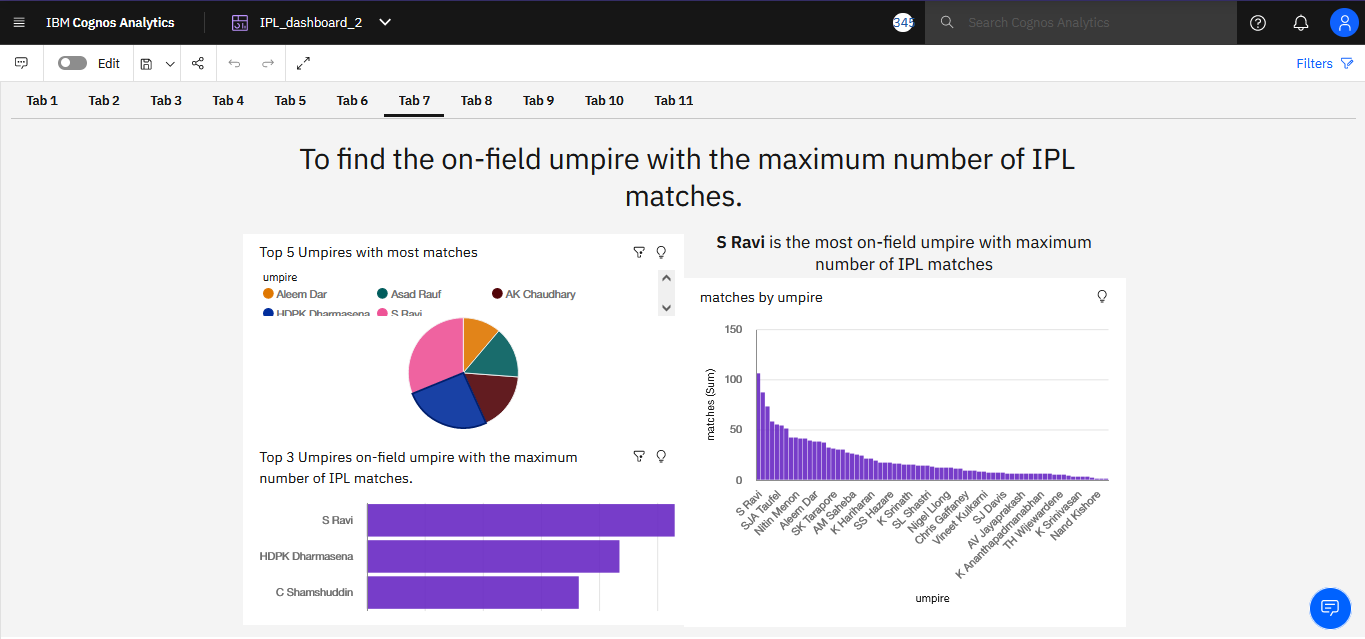 IBM Cognos Analytics
IPL_dashboard_2
345
Search Cognos Analytics
Edit
Filters
Tab 1 Tab 2 Tab 3 Tab 4 Tab 5 Tab 6 Tab 7 Tab 8 Tab 9 Tab 10 Tab 11
To find the on-field umpire with the maximum number of IPL
matches.
Top 5 Umpires with most matches
umpire
Aleem Dar Asad Rauf AK Chaudhary
HDPK Dharmasena S Ravi
Top 3 Umpires on-field umpire with the maximum
number of IPL matches.
S Ravi
HDPK Dharmasena
C Shamshuddin
S Ravi is the most on-field umpire with maximum
number of IPL matches
matches by umpire
matches (Sum)
150
100
50
0
S Ravi
SJA Taufel
Nitin Menon
Aleem Dar
SK Tarapore
AM Saheba
K Hariharan
SS Hazare
K Srinath
SL Shastri
Nigel Llong
Chris Gaffaney
Vineet Kulkarni
SJ Davis
AV Jayaprakash
K Ananthapadmanabhan
TH Wijewardene
K Srinivasan
Nand Kishore
umpire